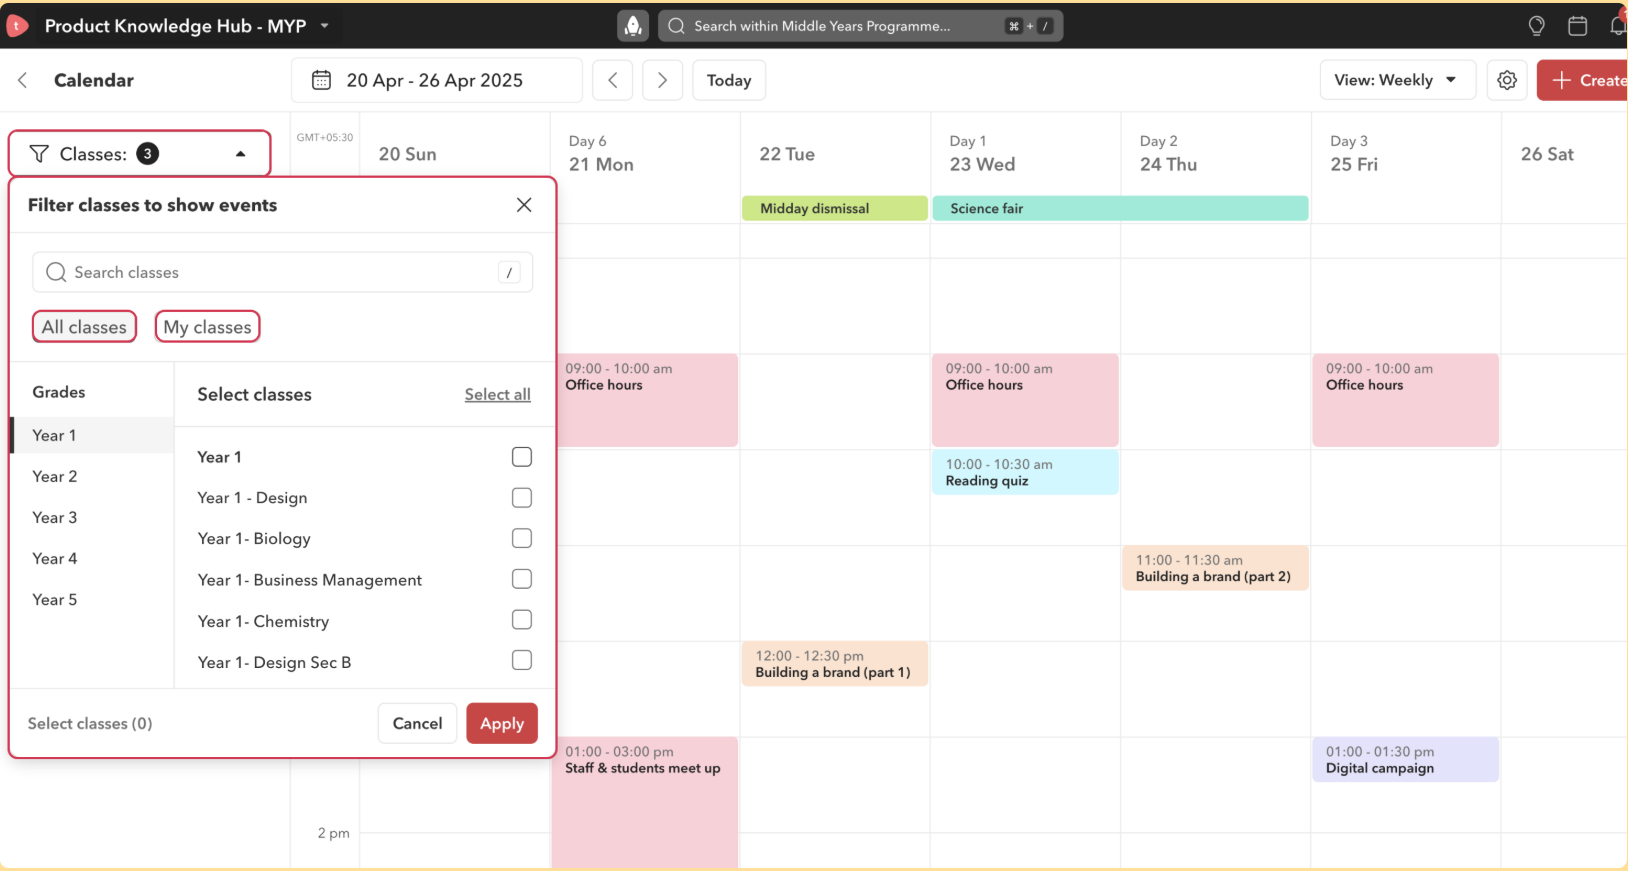 t Product Knowledge Hub - MYP
Search within Middle Years Programme... ⌘ + /
Calendar
20 Apr - 26 Apr 2025
Today
View: Weekly
+ Create
Classes: 3
GMT+05:30
20 Sun
Day 6
21 Mon
22 Tue
Day 1
23 Wed
Day 2
24 Thu
Day 3
25 Fri
26 Sat
Midday dismissal
Science fair
Filter classes to show events
Search classes /
All classes
My classes
Grades
Year 1
Year 2
Year 3
Year 4
Year 5
Select classes
Select all
Year 1
Year 1 - Design
Year 1- Biology
Year 1- Business Management
Year 1- Chemistry
Year 1- Design Sec B
Select classes (0)
Cancel
Apply
09:00 - 10:00 am
Office hours
09:00 - 10:00 am
Office hours
09:00 - 10:00 am
Office hours
10:00 - 10:30 am
Reading quiz
11:00 - 11:30 am
Building a brand (part 2)
12:00 - 12:30 pm
Building a brand (part 1)
01:00 - 03:00 pm
Staff & students meet up
01:00 - 01:30 pm
Digital campaign
2 pm